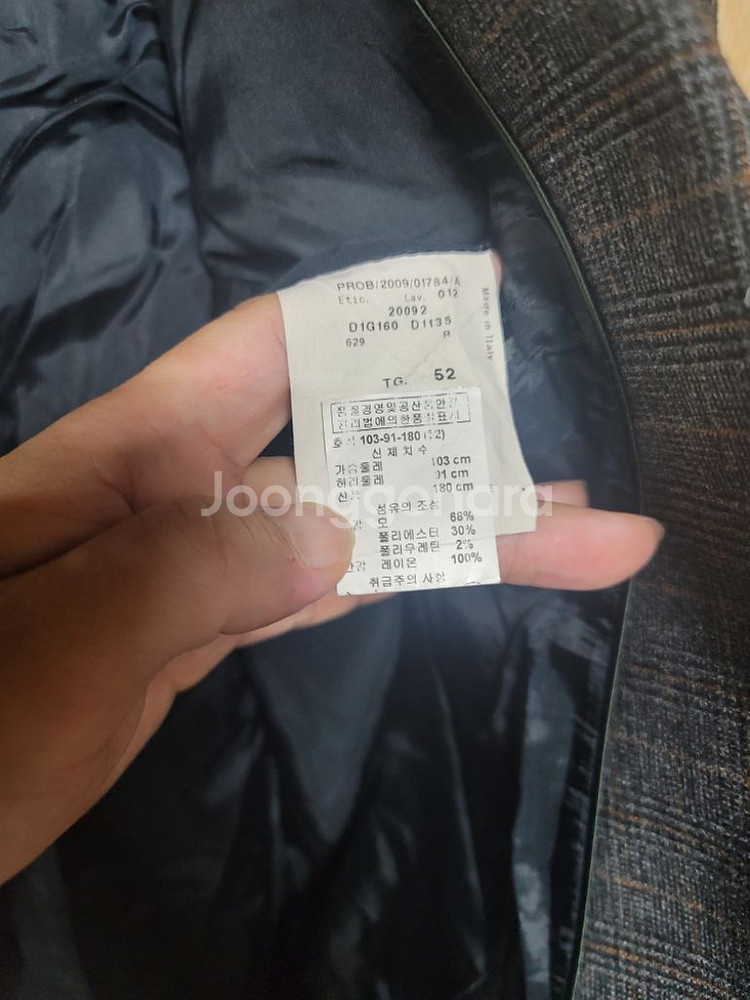 PROB/2009/01784/A
Etic. Lav. 012
20092
D1G160 D1135
629 R
Made in Italy
TG. 52
품질경영및공산품안전
관리법에의한품질표시
호칭 103-91-180 (52)
신체치수
가슴둘레 103 cm
허리둘레 91 cm
180 cm
섬유의 조성
모 68%
폴리에스터 30%
폴리우레탄 2%
안감 레이온 100%
취급주의 사항
Joonggonara